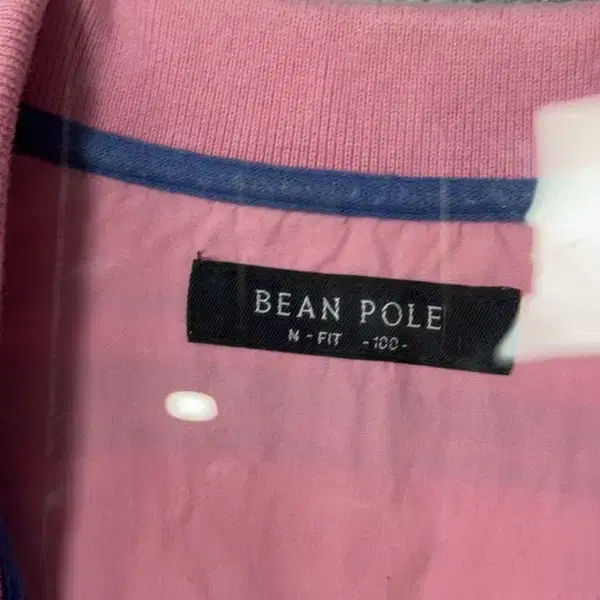 BEAN POLE
N - FIT -100-